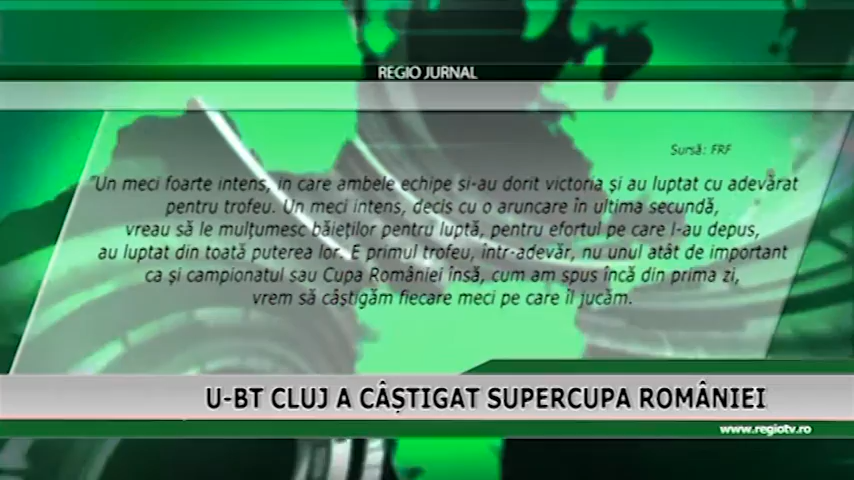 REGIO JURNAL
Sursă: FRF
"Un meci foarte intens, in care ambele echipe si-au dorit victoria și au luptat cu adevărat
pentru trofeu. Un meci intens, decis cu o aruncare în ultima secundă,
vreau să le mulțumesc băieților pentru luptă, pentru efortul pe care l-au depus,
au luptat din toată puterea lor. E primul trofeu, într-adevăr, nu unul atât de important
ca și campionatul sau Cupa României însă, cum am spus încă din prima zi,
vrem să câștigăm fiecare meci pe care îl jucăm.
U-BT CLUJ A CÂȘTIGAT SUPERCUPA ROMÂNIEI
www.regiotv.ro